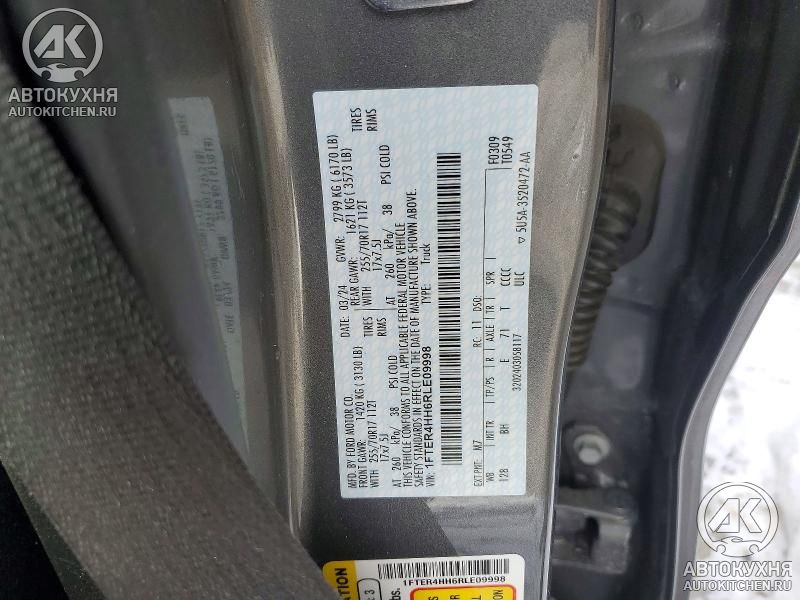 АК
АВТОКУХНЯ
AUTOKITCHEN.RU
MFD. BY FORD MOTOR CO.
DATE: 03/24 GVWR: 2799 KG ( 6170 LB)
FRONT GAWR: 1420 KG ( 3130 LB) REAR GAWR: 1621 KG ( 3573 LB)
WITH 255/70R17 112T TIRES WITH 255/70R17 112T TIRES
17x7.5J RIMS 17x7.5J RIMS
AT 260 kPa/ 38 PSI COLD AT 260 kPa/ 38 PSI COLD
THIS VEHICLE CONFORMS TO ALL APPLICABLE FEDERAL MOTOR VEHICLE
SAFETY STANDARDS IN EFFECT ON THE DATE OF MANUFACTURE SHOWN ABOVE.
VIN: 1FTER4HH6RLE09998 TYPE: Truck
F0309
T0549
EXT PNT: M7 RC: 11 DSO:
WB INT TR TP/PS R AXLE TR SPR
128 BH E 71 T CCCC
ULC
3202403058117 5U5A-3520472-AA
1FTER4HH6RLE09998
АК
АВТОКУХНЯ
AUTOKITCHEN.RU